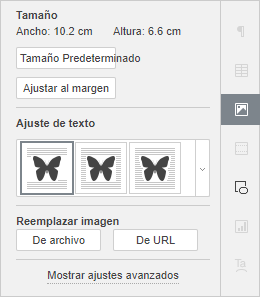 Tamaño
Ancho: 10.2 cm Altura: 6.6 cm
Tamaño Predeterminado
Ajustar al margen
Ajuste de texto
Reemplazar imagen
De archivo De URL
Mostrar ajustes avanzados